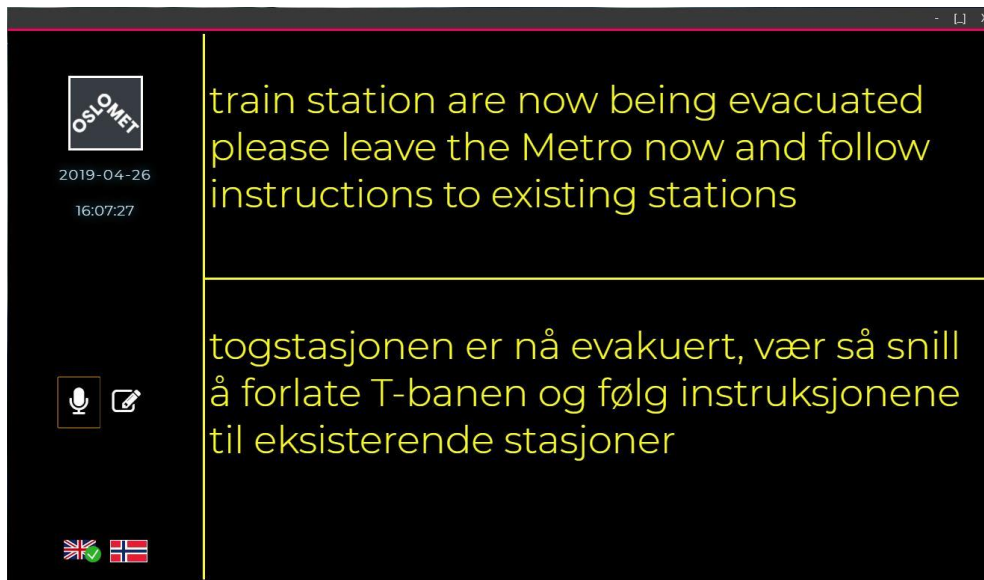 - [_] X
OSLOMET
2019-04-26
16:07:27
train station are now being evacuated
please leave the Metro now and follow
instructions to existing stations
togstasjonen er nå evakuert, vær så snill
å forlate T-banen og følg instruksjonene
til eksisterende stasjoner